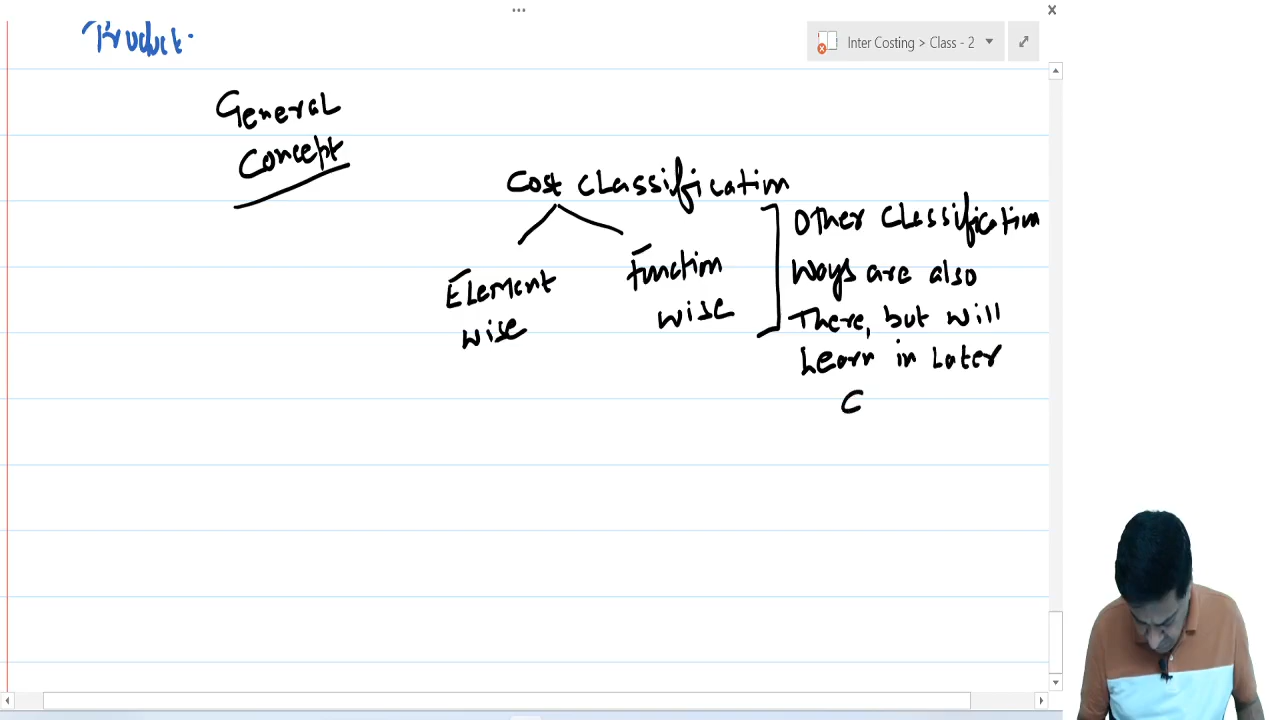 Product.
Inter Costing > Class - 2
General
Concept
Cost Classification
Element
wise
Function
wise
Other Classification
Ways are also
There, but will
Learn in Later
C